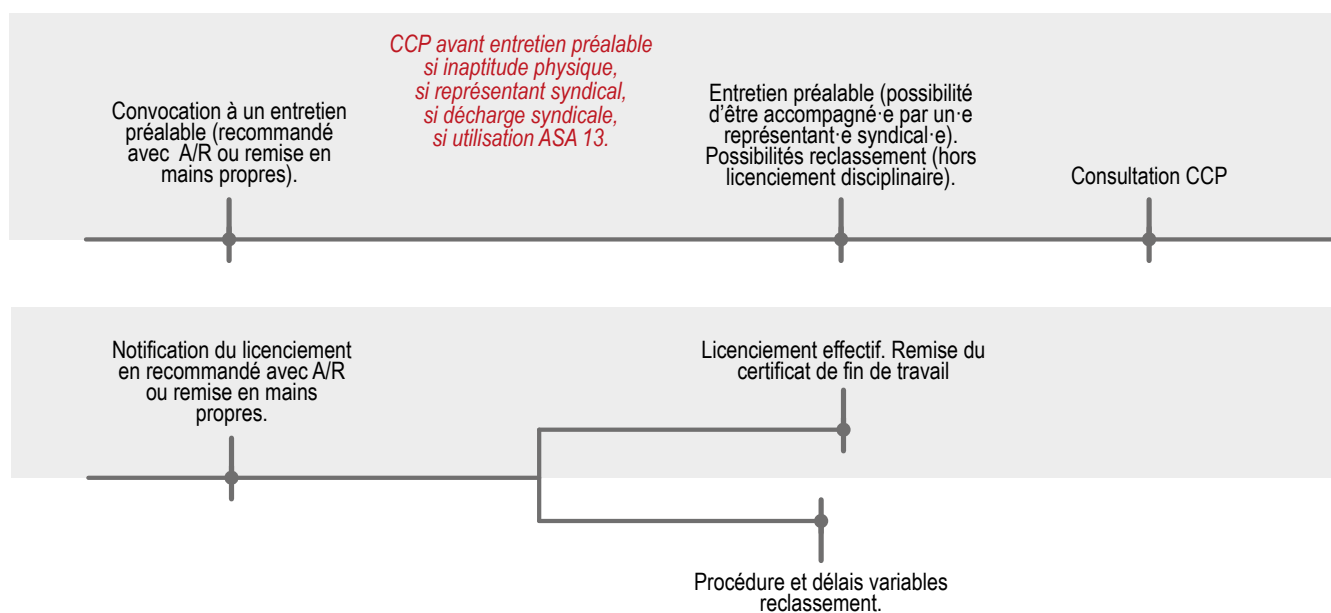 CCP avant entretien préalable
si inaptitude physique,
si représentant syndical,
si décharge syndicale,
si utilisation ASA 13.
Convocation à un entretien
préalable (recommandé
avec A/R ou remise en
mains propres).
Entretien préalable (possibilité
d'être accompagné·e par un·e
représentant·e syndical·e).
Possibilités reclassement (hors
licenciement disciplinaire).
Consultation CCP
Notification du licenciement
en recommandé avec A/R
ou remise en mains
propres.
Licenciement effectif. Remise du
certificat de fin de travail
Procédure et délais variables
reclassement.